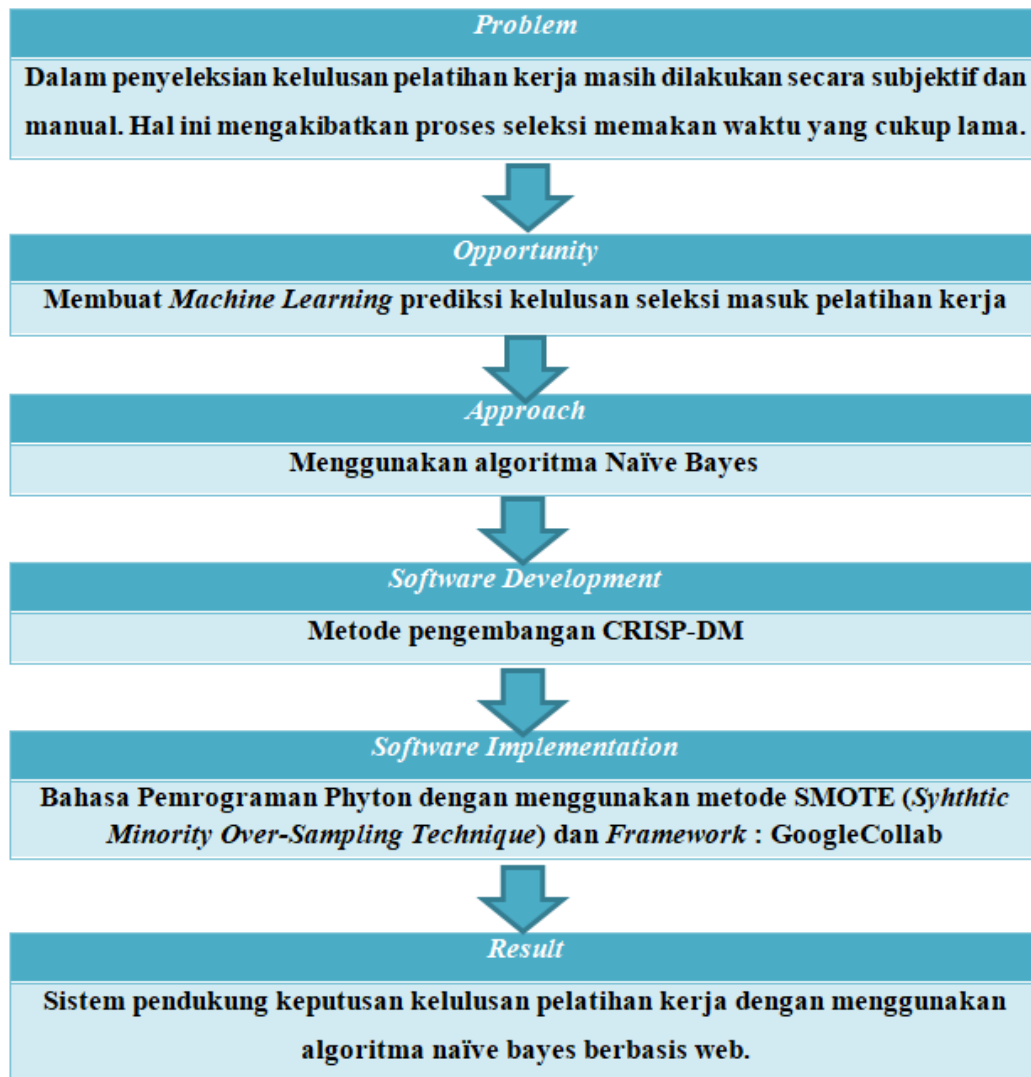 Problem
Dalam penyeleksian kelulusan pelatihan kerja masih dilakukan secara subjektif dan
manual. Hal ini mengakibatkan proses seleksi memakan waktu yang cukup lama.
Opportunity
Membuat Machine Learning prediksi kelulusan seleksi masuk pelatihan kerja
Approach
Menggunakan algoritma Naïve Bayes
Software Development
Metode pengembangan CRISP-DM
Software Implementation
Bahasa Pemrograman Phyton dengan menggunakan metode SMOTE (Syhthtic
Minority Over-Sampling Technique) dan Framework : GoogleCollab
Result
Sistem pendukung keputusan kelulusan pelatihan kerja dengan menggunakan
algoritma naïve bayes berbasis web.